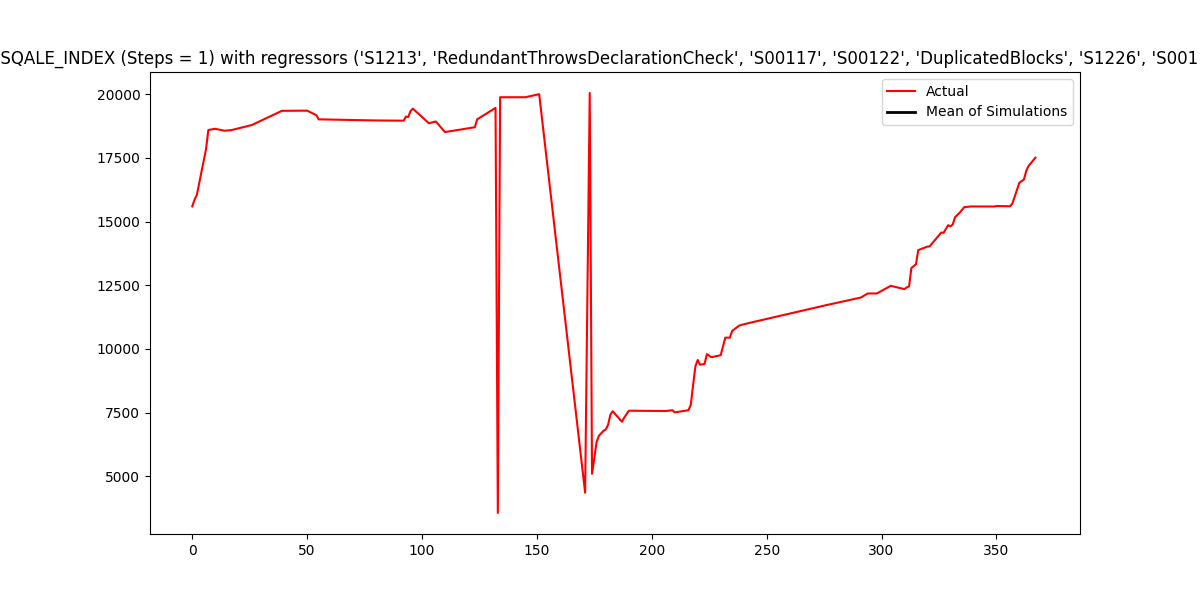 SQALE_INDEX (Steps = 1) with regressors ('S1213', 'RedundantThrowsDeclarationCheck', 'S00117', 'S00122', 'DuplicatedBlocks', 'S1226', 'S001
Actual
Mean of Simulations
20000
17500
15000
12500
10000
7500
5000
0 50 100 150 200 250 300 350